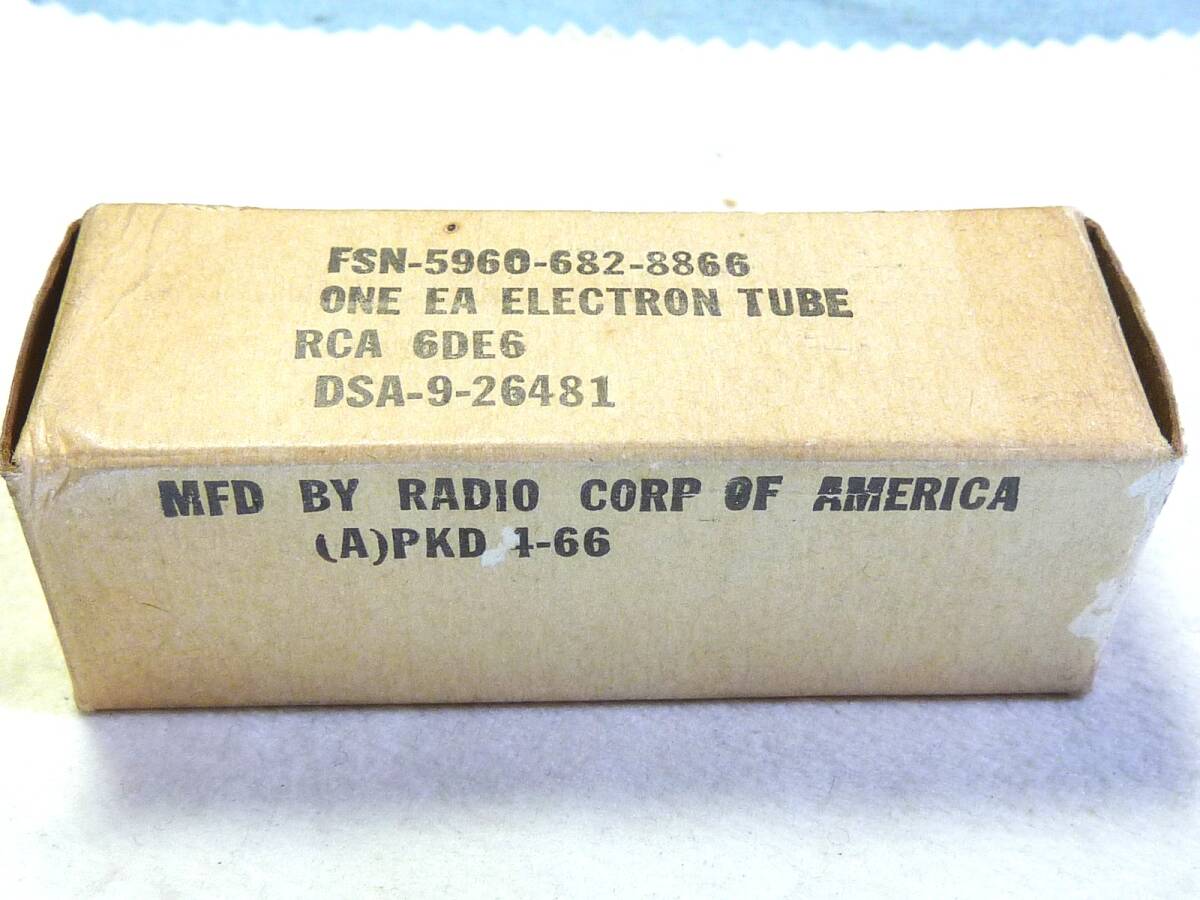 FSN-5960-682-8866
ONE EA ELECTRON TUBE
RCA 6DE6
DSA-9-26481
MFD BY RADIO CORP OF AMERICA
(A)PKD 4-66